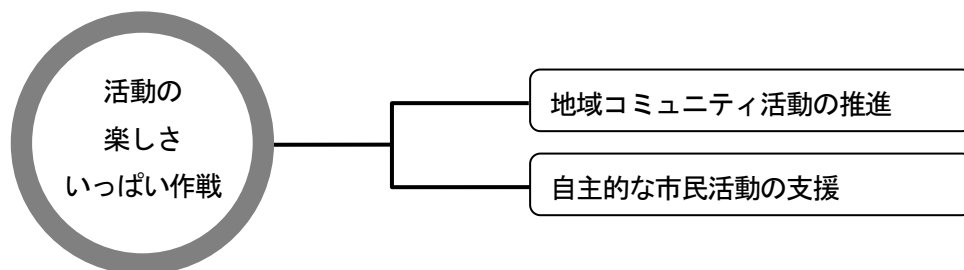 活動の
楽しさ
いっぱい作戦
地域コミュニティ活動の推進
自主的な市民活動の支援